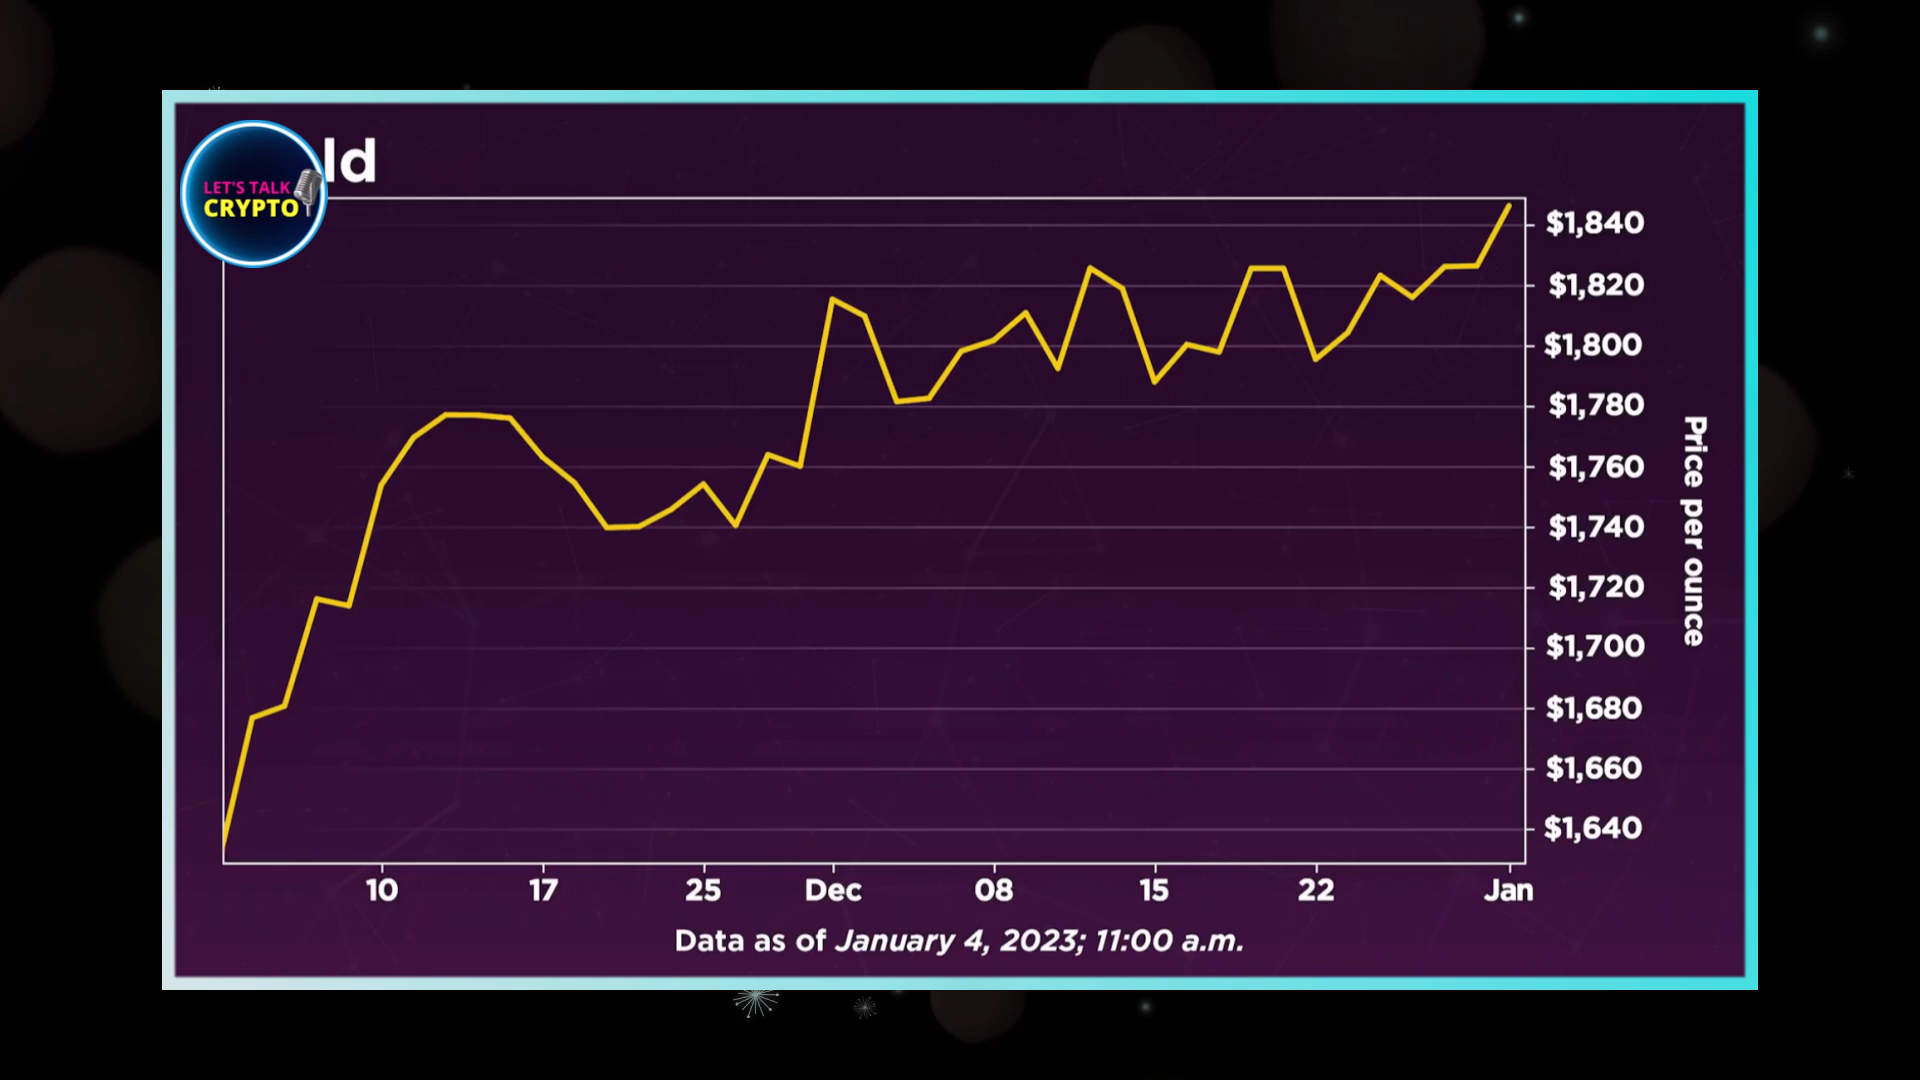 LET'S TALK
CRYPTO
ld
$1,840
$1,820
$1,800
$1,780
$1,760
$1,740
$1,720
$1,700
$1,680
$1,660
$1,640
Price per ounce
10 17 25 Dec 08 15 22 Jan
Data as of January 4, 2023; 11:00 a.m.